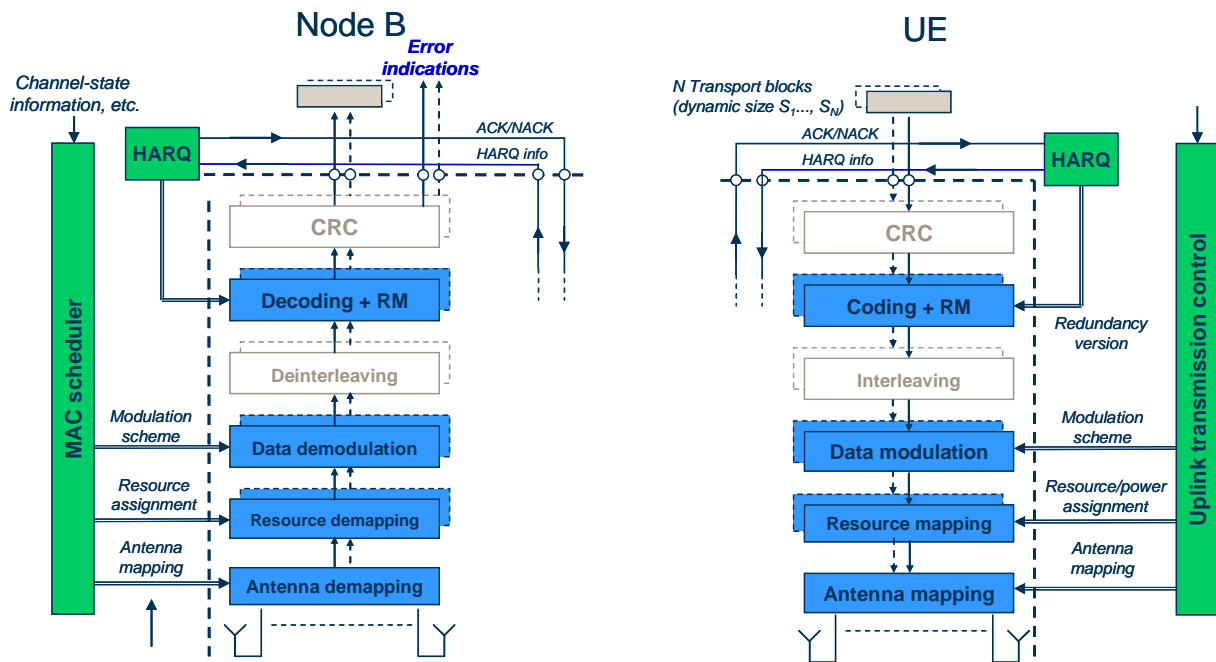 Node B
UE
Error
indications
Channel-state
information, etc.
N Transport blocks
(dynamic size S1..., SN)
ACK/NACK
HARQ
HARQ info
ACK/NACK
HARQ info
HARQ
CRC
CRC
Decoding + RM
Coding + RM
Redundancy
version
Deinterleaving
Interleaving
MAC scheduler
Uplink transmission control
Modulation
scheme
Data demodulation
Data modulation
Modulation
scheme
Resource
assignment
Resource demapping
Resource mapping
Resource/power
assignment
Antenna
mapping
Antenna demapping
Antenna mapping
Antenna
mapping